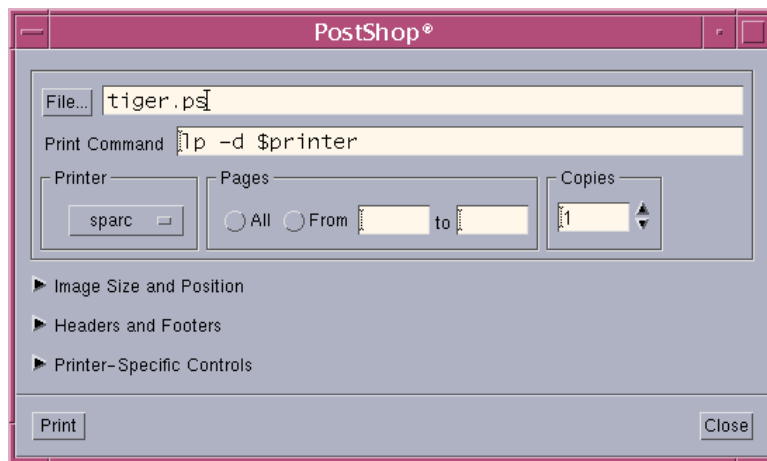 PostShop®
File... tiger.ps
Print Command lp -d $printer
Printer Pages Copies
sparc All From to 1
Image Size and Position
Headers and Footers
Printer-Specific Controls
Print Close